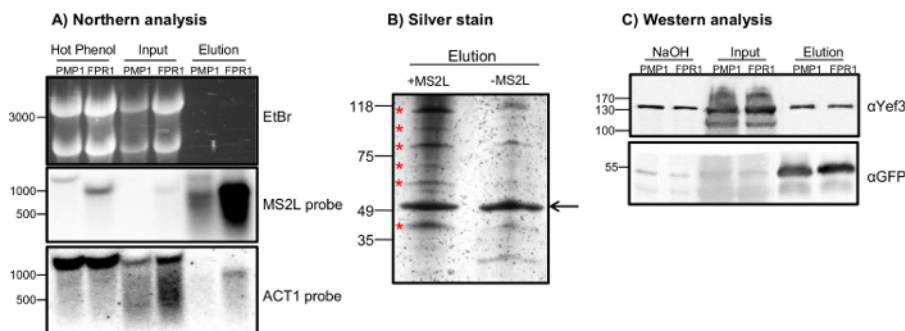 A) Northern analysis
Hot Phenol Input Elution
PMP1 FPR1 PMP1 FPR1 PMP1 FPR1
3000
EtBr
1000
500
MS2L probe
1000
500
ACT1 probe
B) Silver stain
Elution
+MS2L -MS2L
118
75
49
35
*
*
*
*
*
*
C) Western analysis
NaOH Input Elution
PMP1 FPR1 PMP1 FPR1 PMP1 FPR1
170
130
100
αYef3
55
αGFP